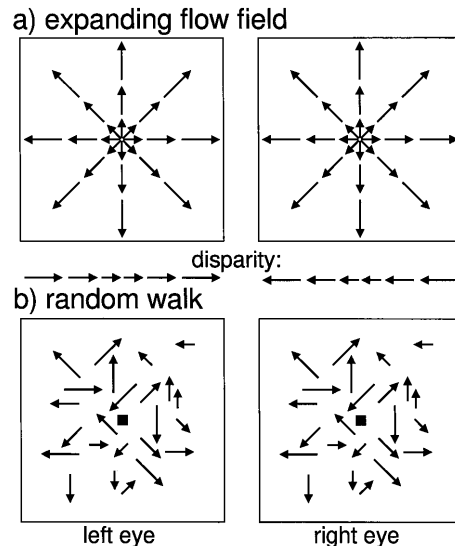 a) expanding flow field
disparity:
b) random walk
left eye
right eye